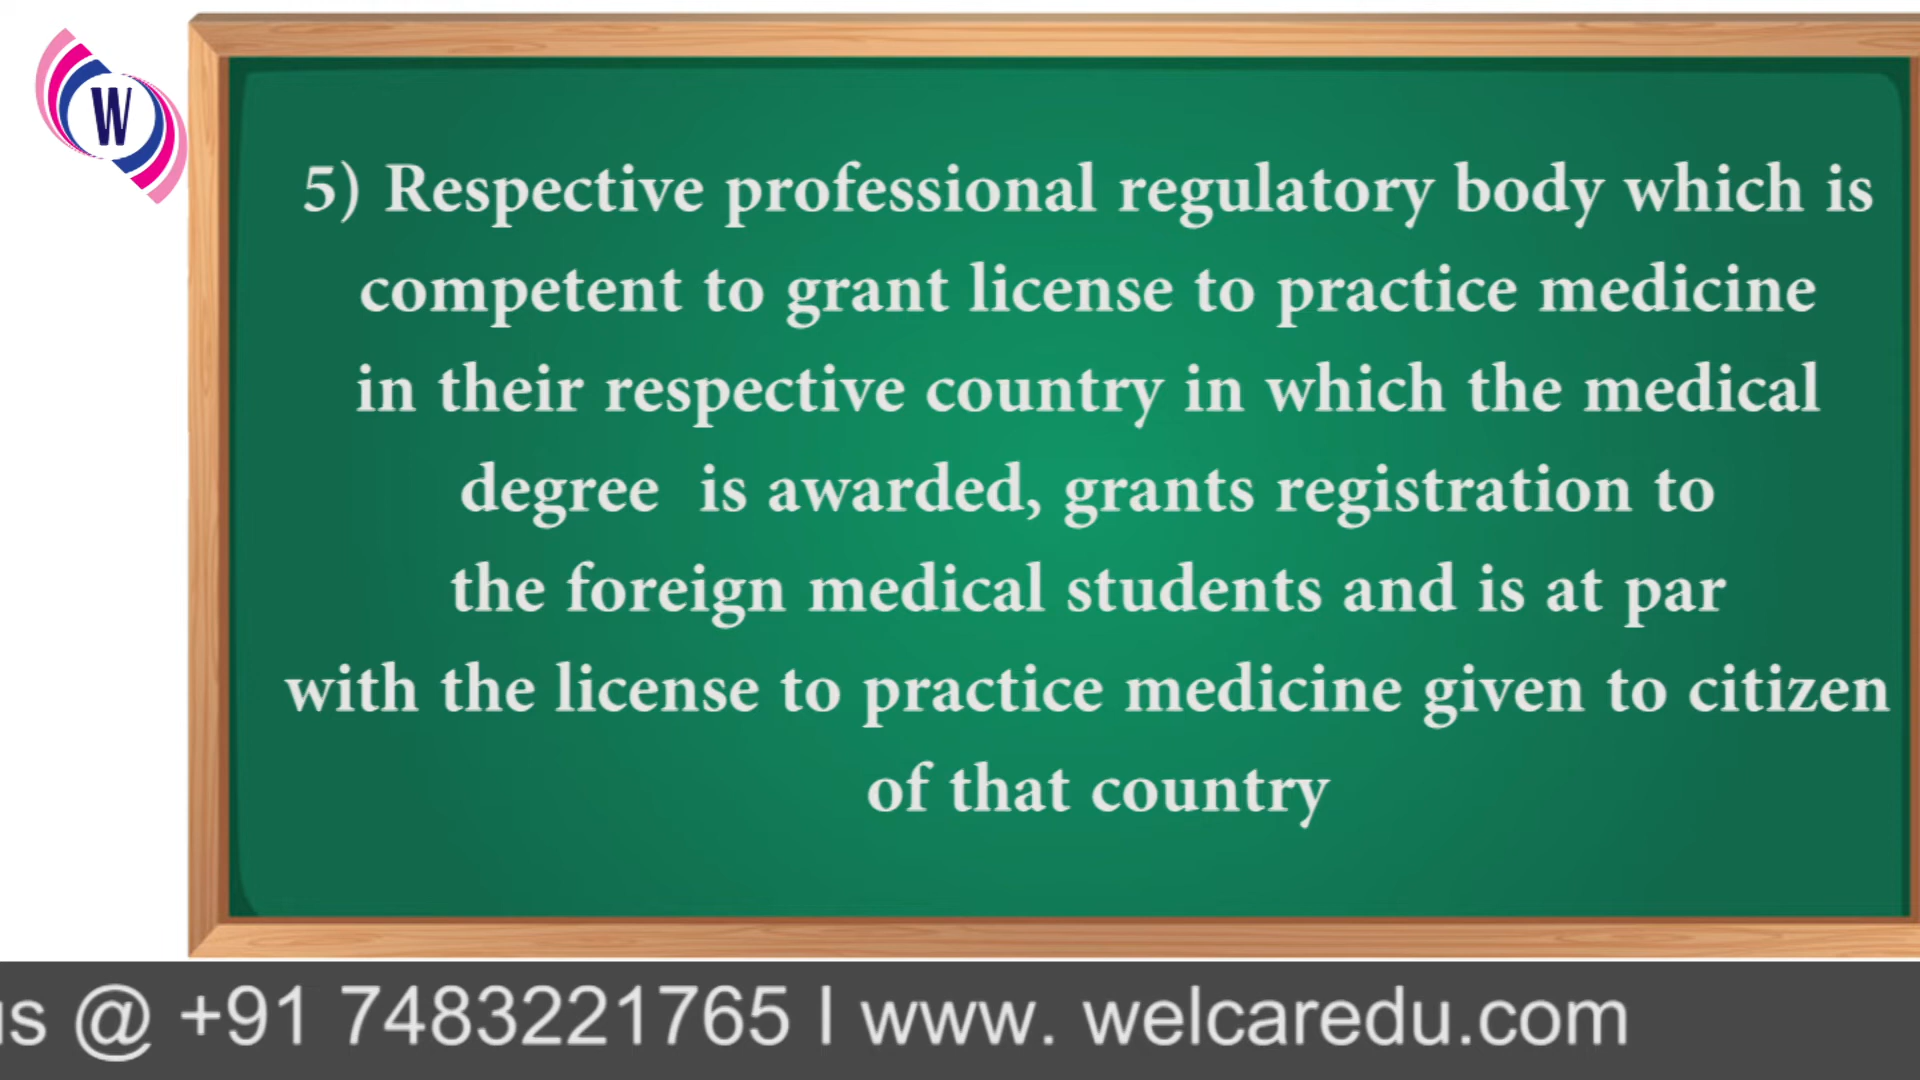 W
5) Respective professional regulatory body which is
competent to grant license to practice medicine
in their respective country in which the medical
degree is awarded, grants registration to
the foreign medical students and is at par
with the license to practice medicine given to citizen
of that country
us @ +91 7483221765 I www. welcaredu.com